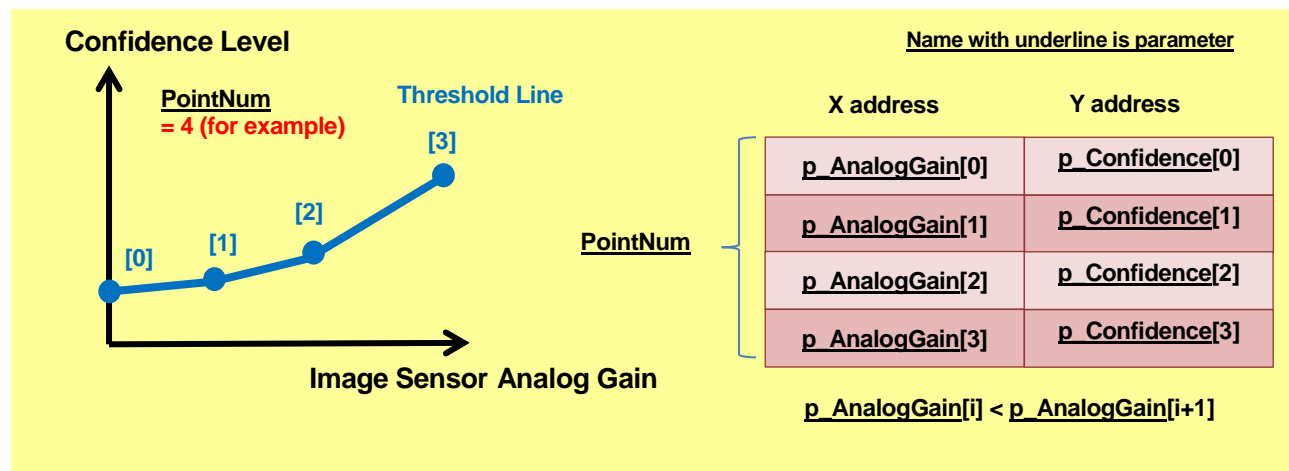 Confidence Level
Name with underline is parameter
PointNum
= 4 (for example)
Threshold Line
[3]
[2]
[1]
[0]
Image Sensor Analog Gain
X address Y address
PointNum
p_AnalogGain[0] p_Confidence[0]
p_AnalogGain[1] p_Confidence[1]
p_AnalogGain[2] p_Confidence[2]
p_AnalogGain[3] p_Confidence[3]
p_AnalogGain[i] < p_AnalogGain[i+1]